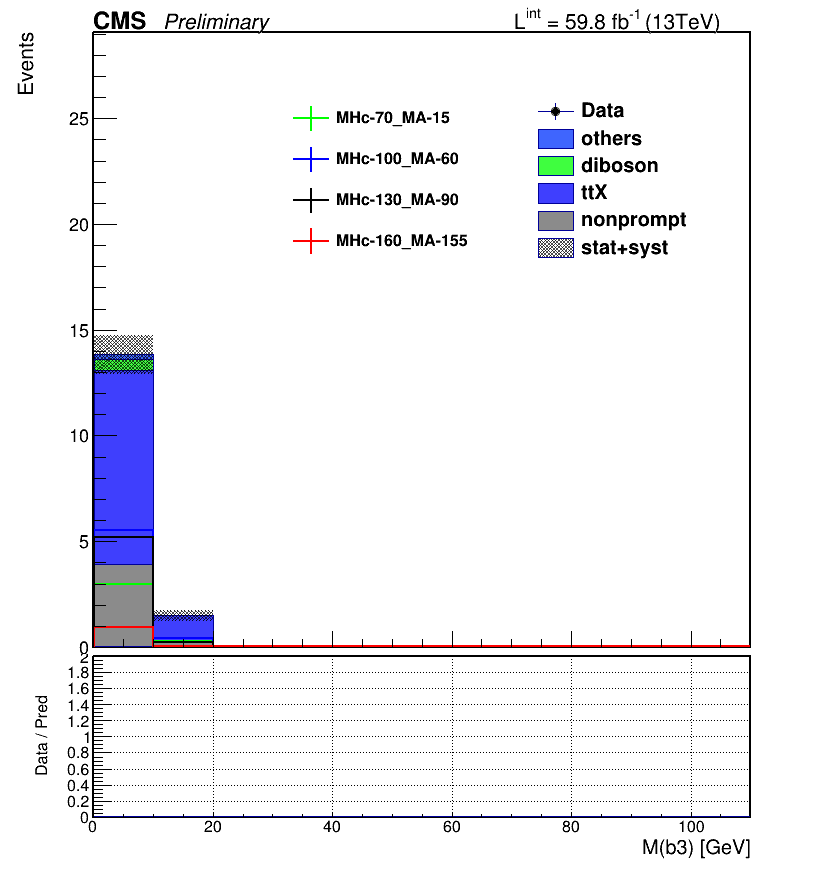 CMS Preliminary L^int = 59.8 fb^-1 (13TeV)
Events
25
20
15
10
5
0
MHc-70_MA-15
MHc-100_MA-60
MHc-130_MA-90
MHc-160_MA-155
Data
others
diboson
ttX
nonprompt
stat+syst
Data / Pred
2
1.8
1.6
1.4
1.2
1
0.8
0.6
0.4
0.2
0
0 20 40 60 80 100
M(b3) [GeV]